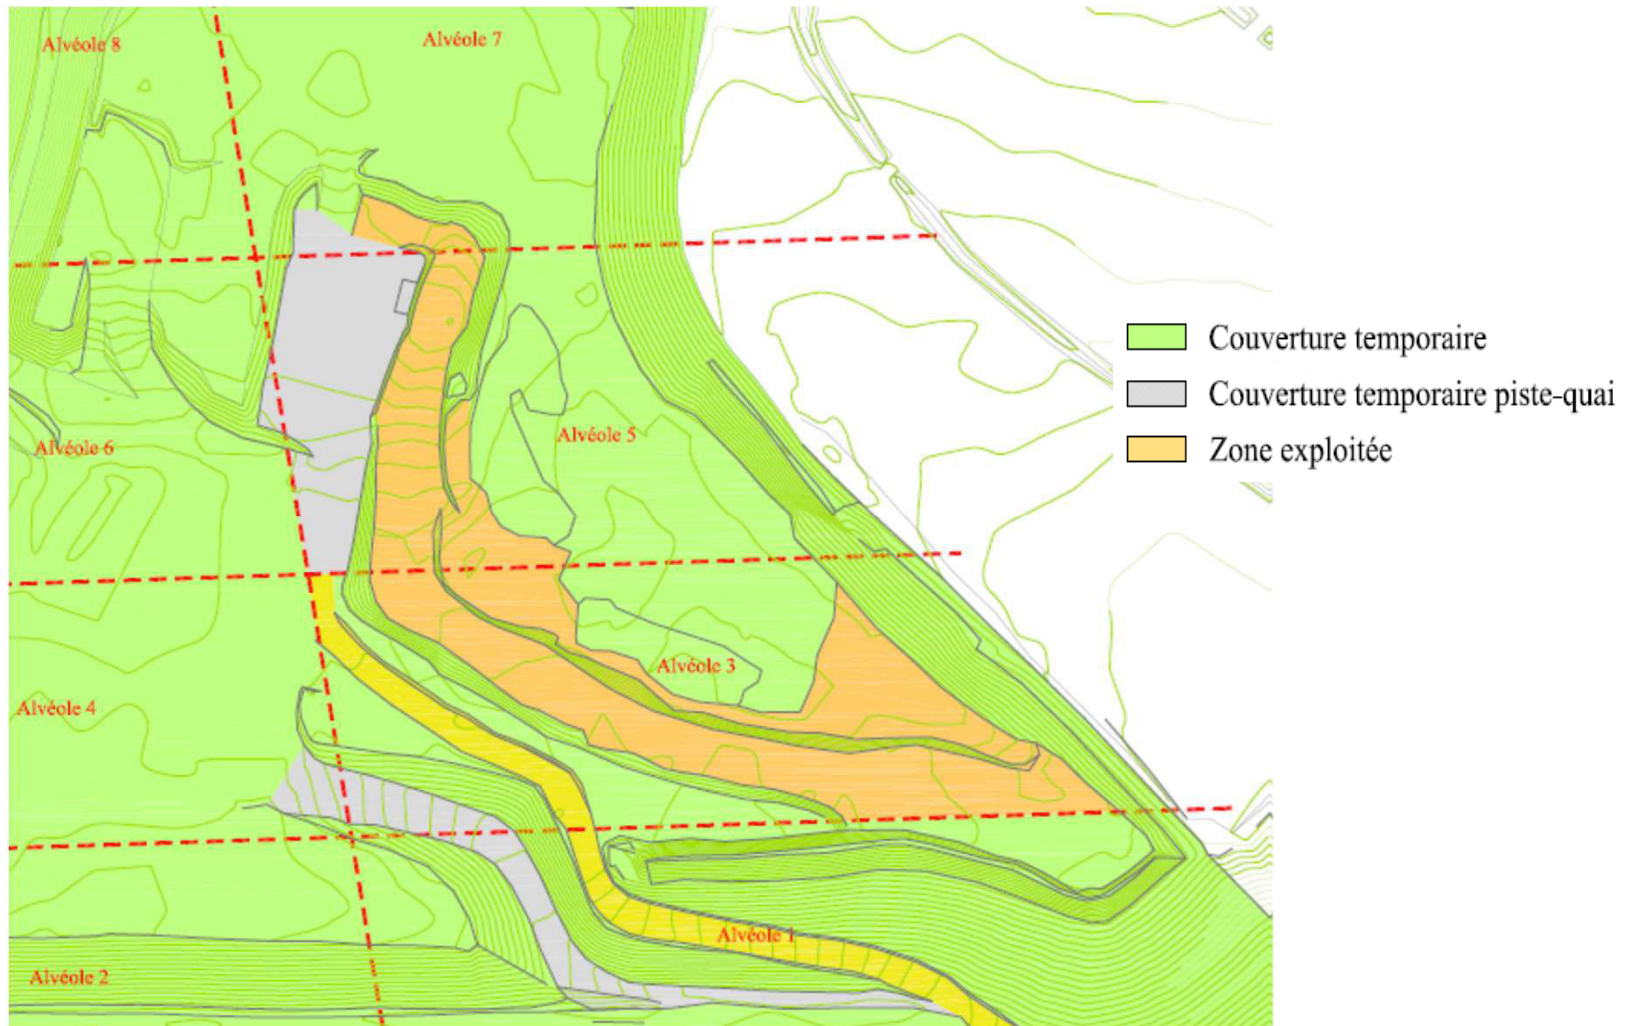 Alvéole 8
Alvéole 7
Couverture temporaire
Couverture temporaire piste-quai
Zone exploitée
Alvéole 5
Alvéole 6
Alvéole 3
Alvéole 4
Alvéole 1
Alvéole 2